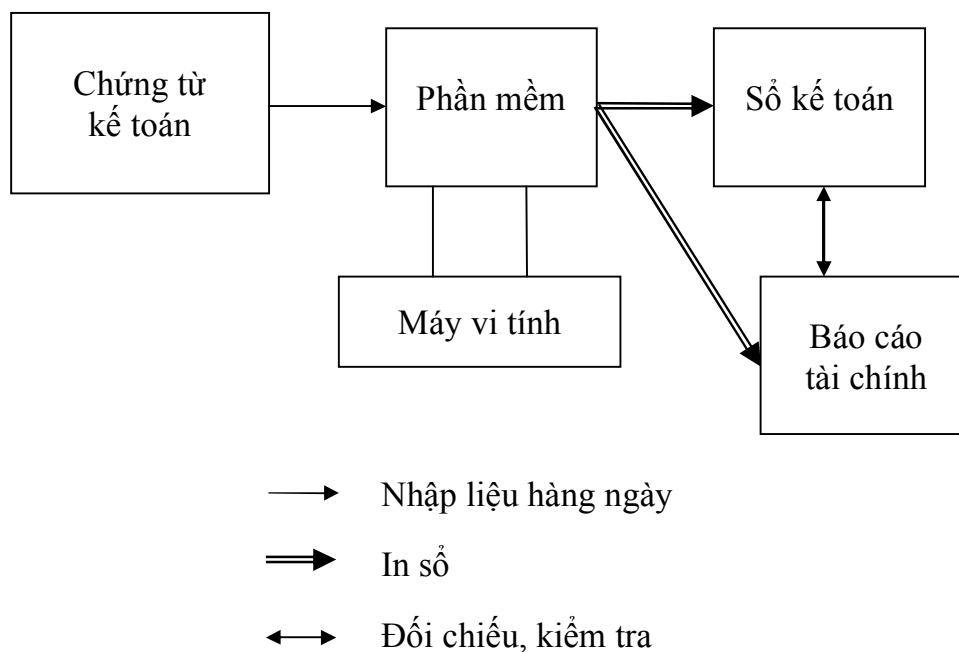 Chứng từ
kế toán
Phần mềm
Sổ kế toán
Máy vi tính
Báo cáo
tài chính
Nhập liệu hàng ngày
In sổ
Đối chiếu, kiểm tra